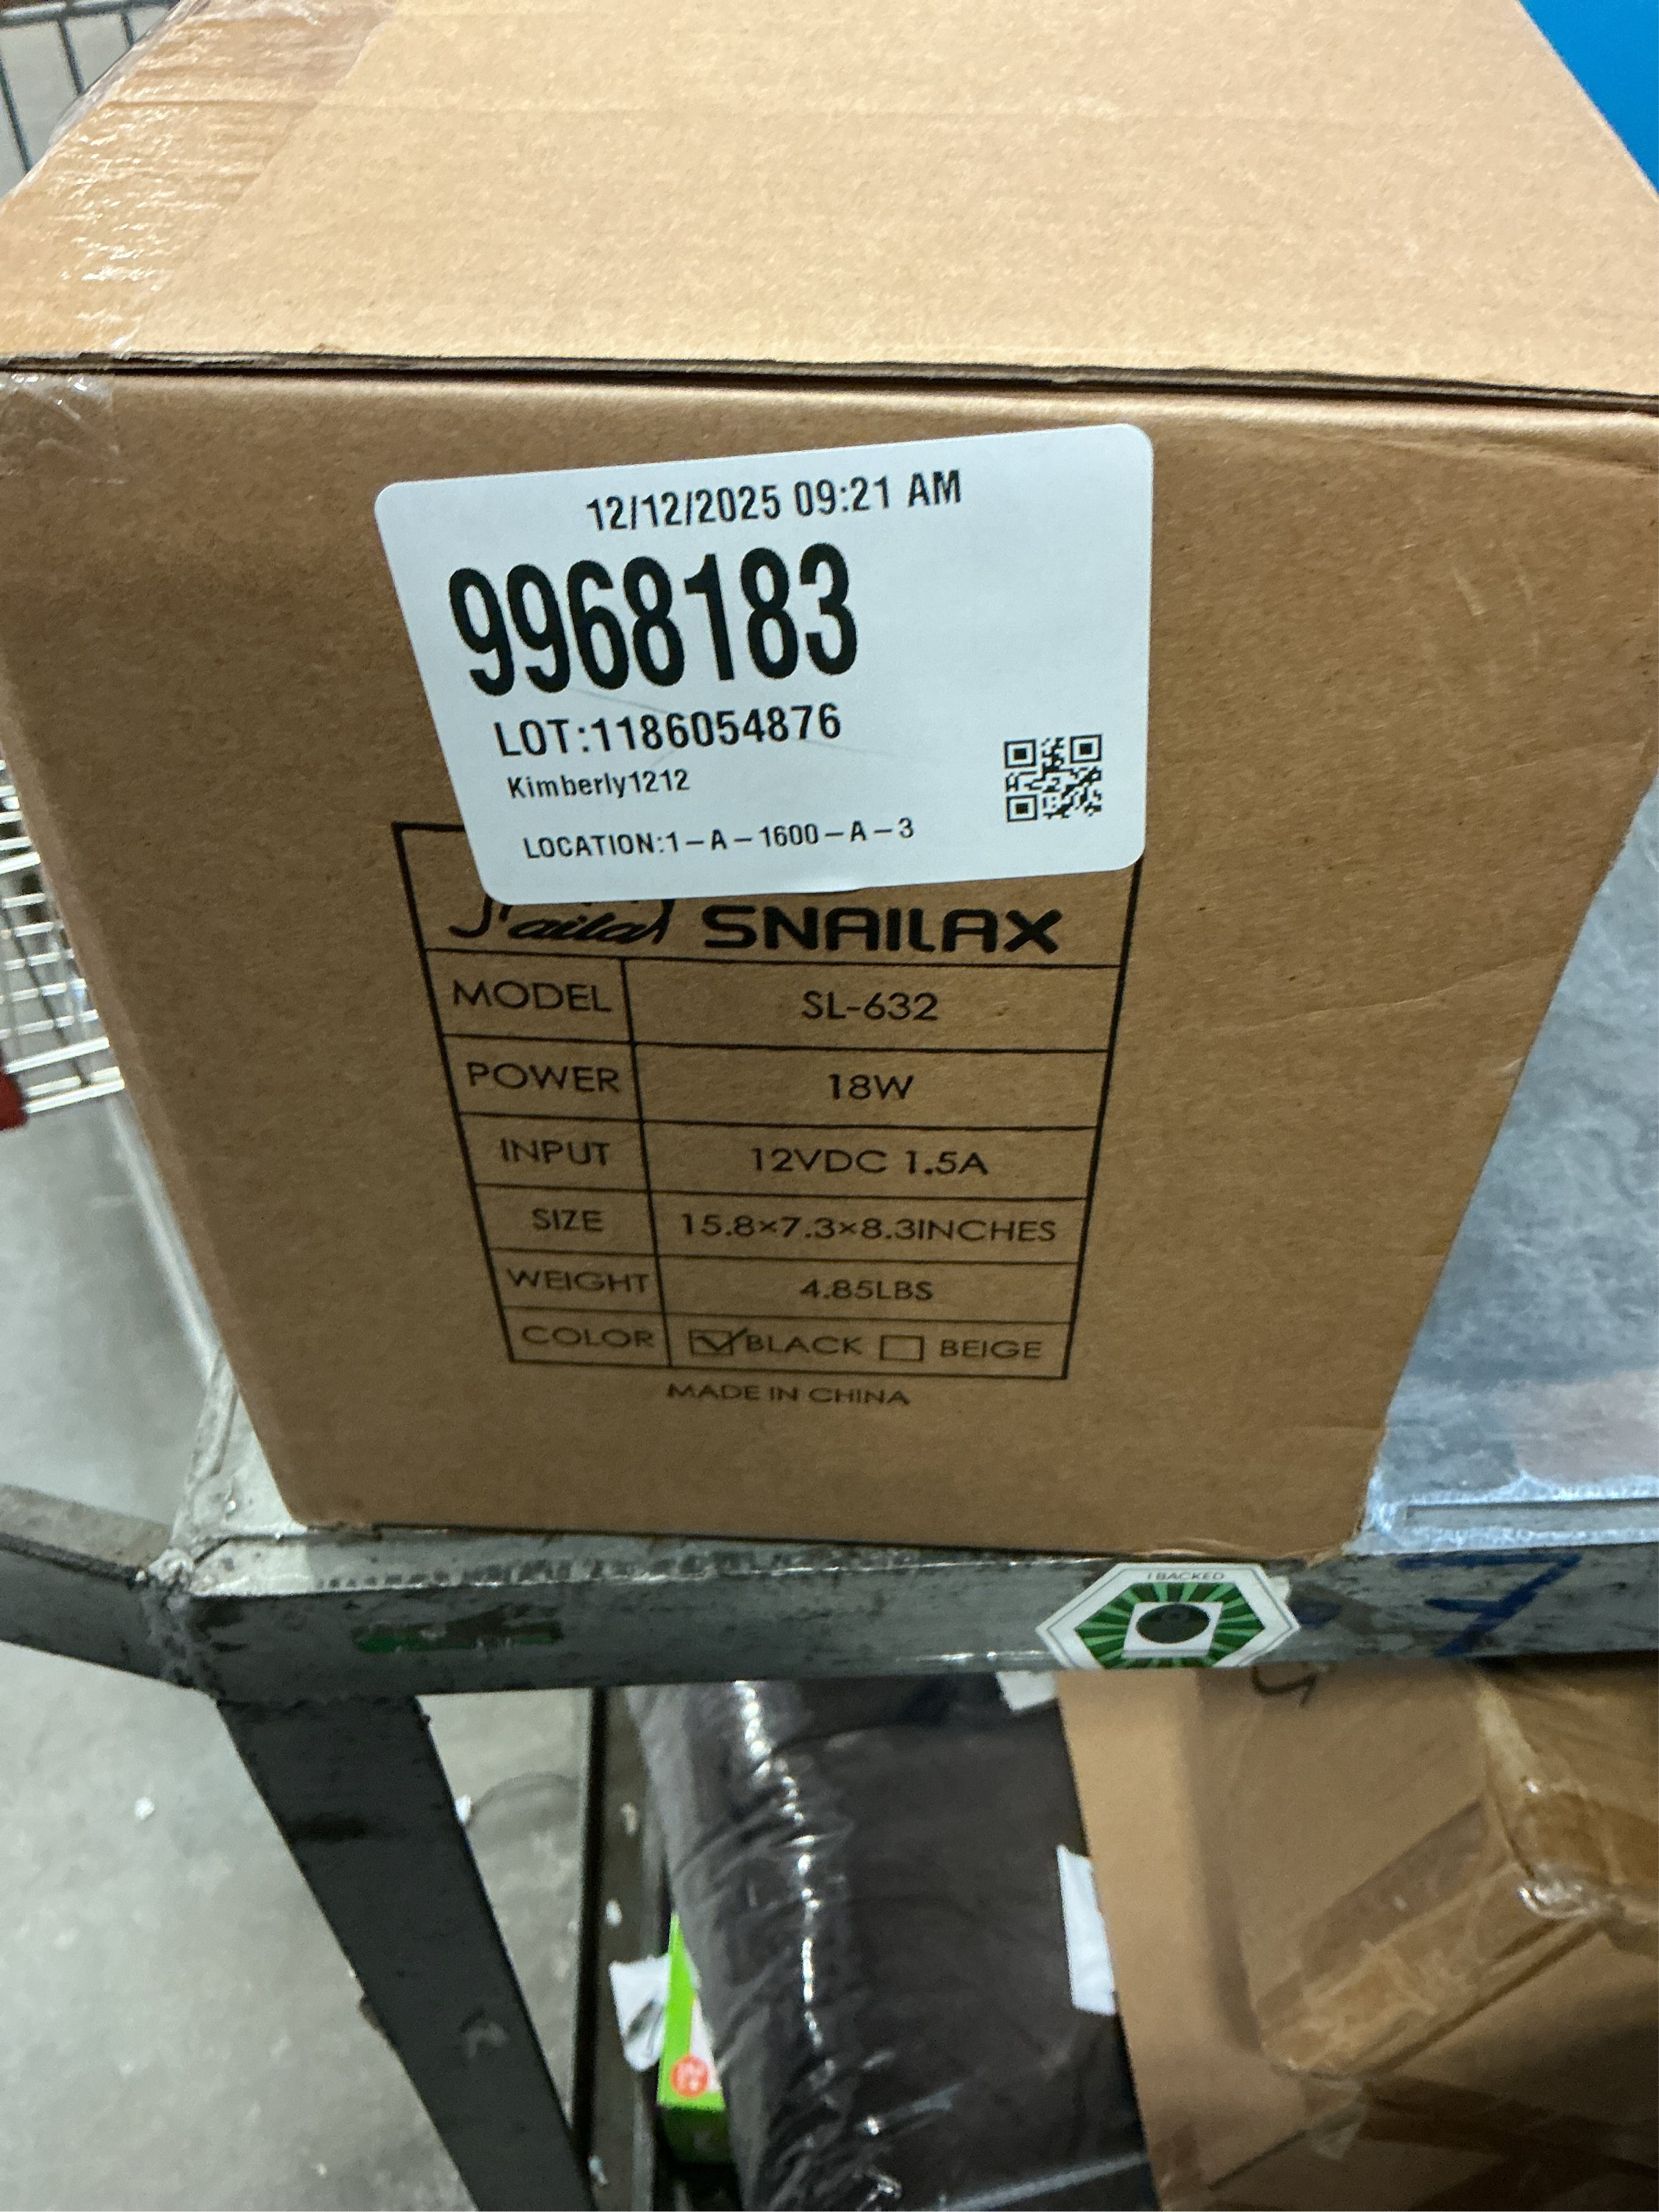 12/12/2025 09:21 AM
9968183
LOT:1186054876
Kimberly1212
LOCATION:1-A-1600-A-3
SNAILAX
MODEL SL-632
POWER 18W
INPUT 12VDC 1.5A
SIZE 15.8×7.3×8.3INCHES
WEIGHT 4.85LBS
COLOR BLACK BEIGE
MADE IN CHINA
I BACKED